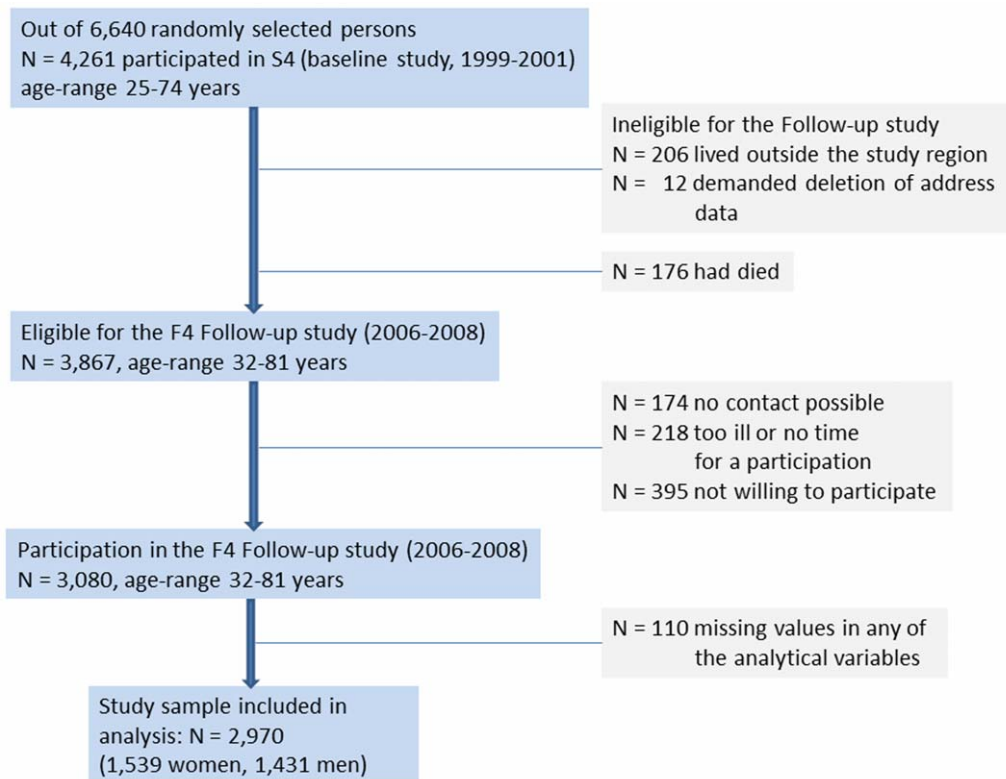 Out of 6,640 randomly selected persons
N = 4,261 participated in S4 (baseline study, 1999-2001)
age-range 25-74 years
Ineligible for the Follow-up study
N = 206 lived outside the study region
N = 12 demanded deletion of address
data
N = 176 had died
Eligible for the F4 Follow-up study (2006-2008)
N = 3,867, age-range 32-81 years
N = 174 no contact possible
N = 218 too ill or no time
for a participation
N = 395 not willing to participate
Participation in the F4 Follow-up study (2006-2008)
N = 3,080, age-range 32-81 years
N = 110 missing values in any of
the analytical variables
Study sample included in
analysis: N = 2,970
(1,539 women, 1,431 men)